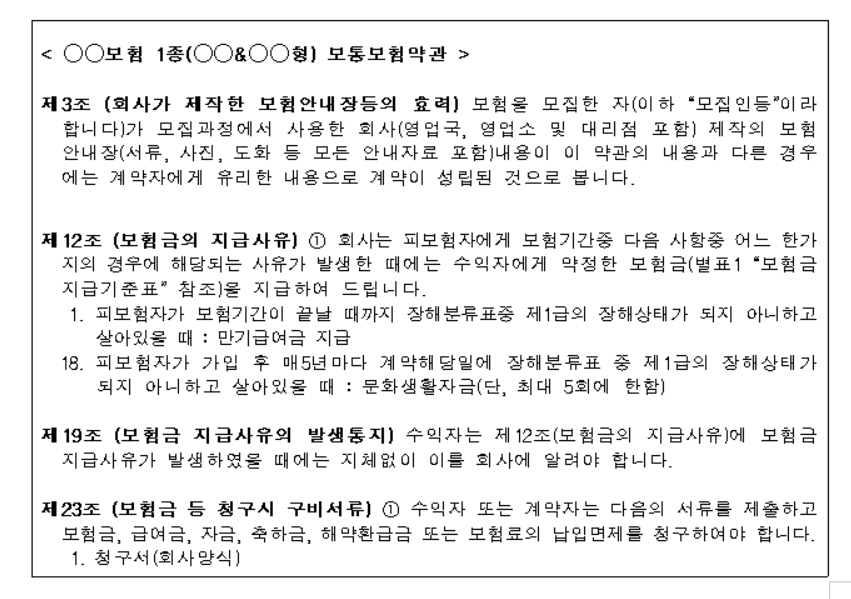 < ○○보험 1종(○○&○○형) 보통보험약관 >
제3조 (회사가 제작한 보험안내장등의 효력) 보험을 모집한 자(이하 “모집인등”이라
합니다)가 모집과정에서 사용한 회사(영업국, 영업소 및 대리점 포함) 제작의 보험
안내장(서류, 사진, 도화 등 모든 안내자료 포함)내용이 이 약관의 내용과 다른 경우
에는 계약자에게 유리한 내용으로 계약이 성립된 것으로 봅니다.
제12조 (보험금의 지급사유) ① 회사는 피보험자에게 보험기간중 다음 사항중 어느 한가
지의 경우에 해당되는 사유가 발생한 때에는 수익자에게 약정한 보험금(별표1 “보험금
지급기준표” 참조)을 지급하여 드립니다.
1. 피보험자가 보험기간이 끝날 때까지 장해분류표중 제1급의 장해상태가 되지 아니하고
살아있을 때 : 만기급여금 지급
18. 피보험자가 가입 후 매5년마다 계약해당일에 장해분류표 중 제1급의 장해상태가
되지 아니하고 살아있을 때 : 문화생활자금(단, 최대 5회에 한함)
제19조 (보험금 지급사유의 발생통지) 수익자는 제12조(보험금의 지급사유)에 보험금
지급사유가 발생하였을 때에는 지체없이 이를 회사에 알려야 합니다.
제23조 (보험금 등 청구시 구비서류) ① 수익자 또는 계약자는 다음의 서류를 제출하고
보험금, 급여금, 자금, 축하금, 해약환급금 또는 보험료의 납입면제를 청구하여야 합니다.
1. 청구서(회사양식)